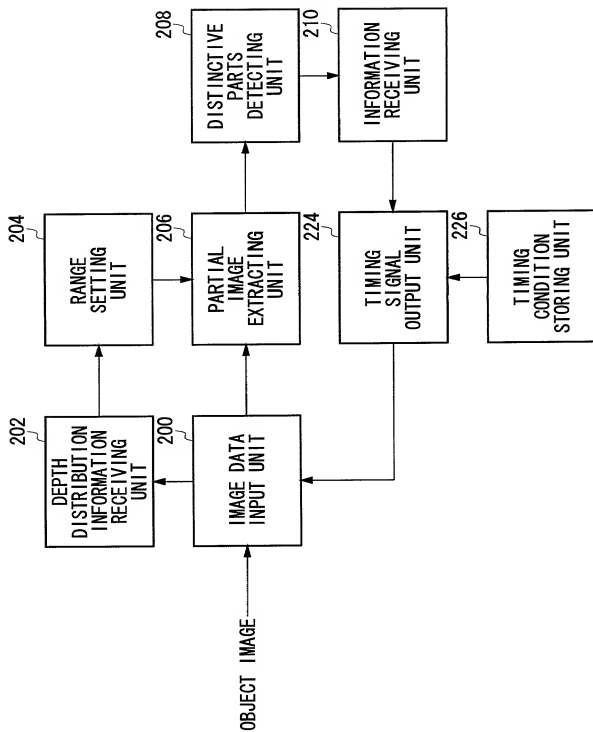 OBJECT IMAGE
200
IMAGE DATA
INPUT UNIT
202
DEPTH
DISTRIBUTION
INFORMATION
RECEIVING
UNIT
204
RANGE
SETTING
UNIT
206
PARTIAL
IMAGE
EXTRACTING
UNIT
208
DISTINCTIVE
PARTS
DETECTING
UNIT
210
INFORMATION
RECEIVING
UNIT
224
TIMING
SIGNAL
OUTPUT UNIT
226
TIMING
CONDITION
STORING UNIT